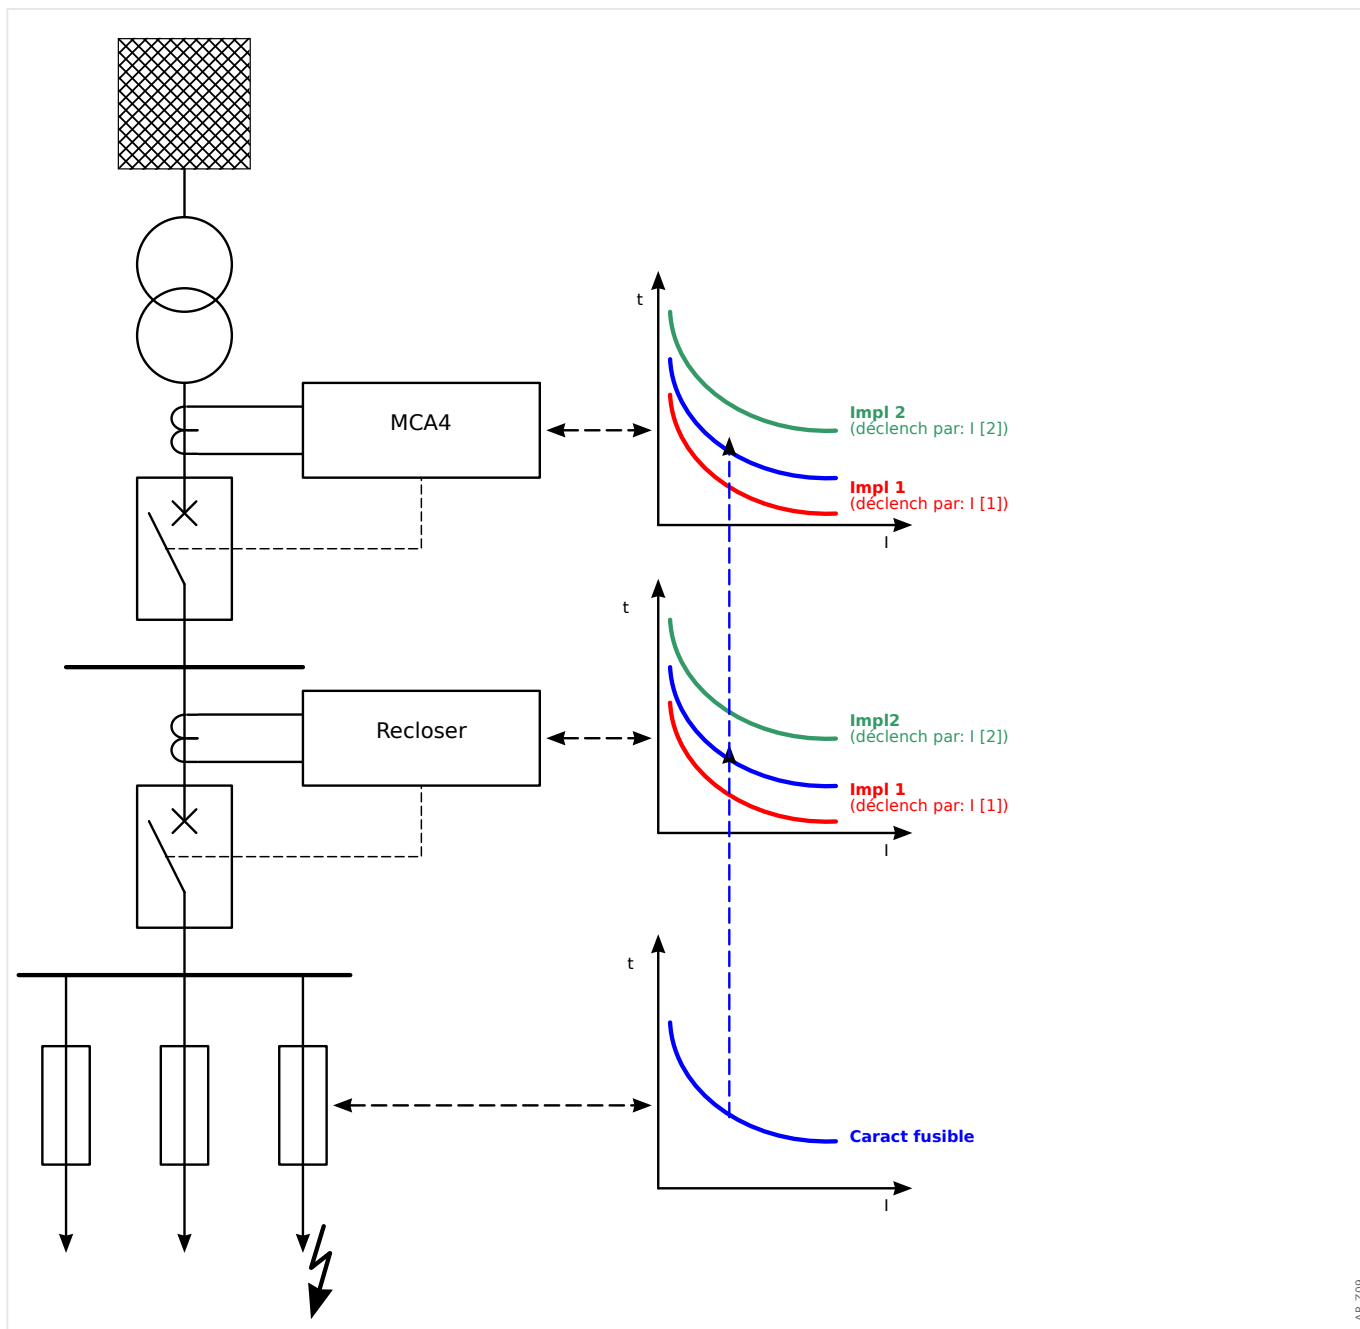 t
MCA4
Impl 2
(déclench par: I [2])
Impl 1
(déclench par: I [1])
I
t
Recloser
Impl2
(déclench par: I [2])
Impl 1
(déclench par: I [1])
I
t
Caract fusible
I